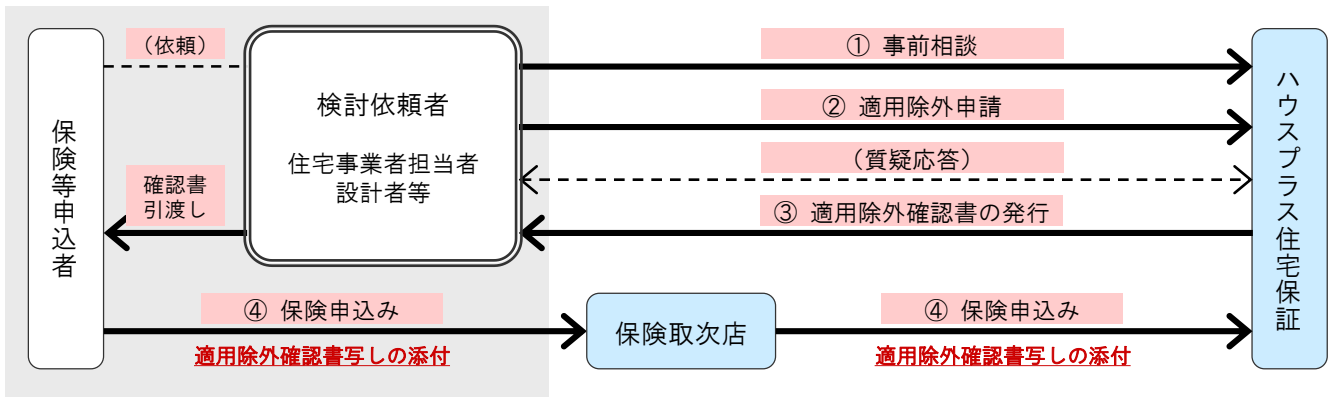 保険等申込者
（依頼）
確認書
引渡し
検討依頼者
住宅事業者担当者
設計者等
① 事前相談
② 適用除外申請
（質疑応答）
③ 適用除外確認書の発行
ハウスプラス住宅保証
④ 保険申込み
適用除外確認書写しの添付
保険取次店
④ 保険申込み
適用除外確認書写しの添付